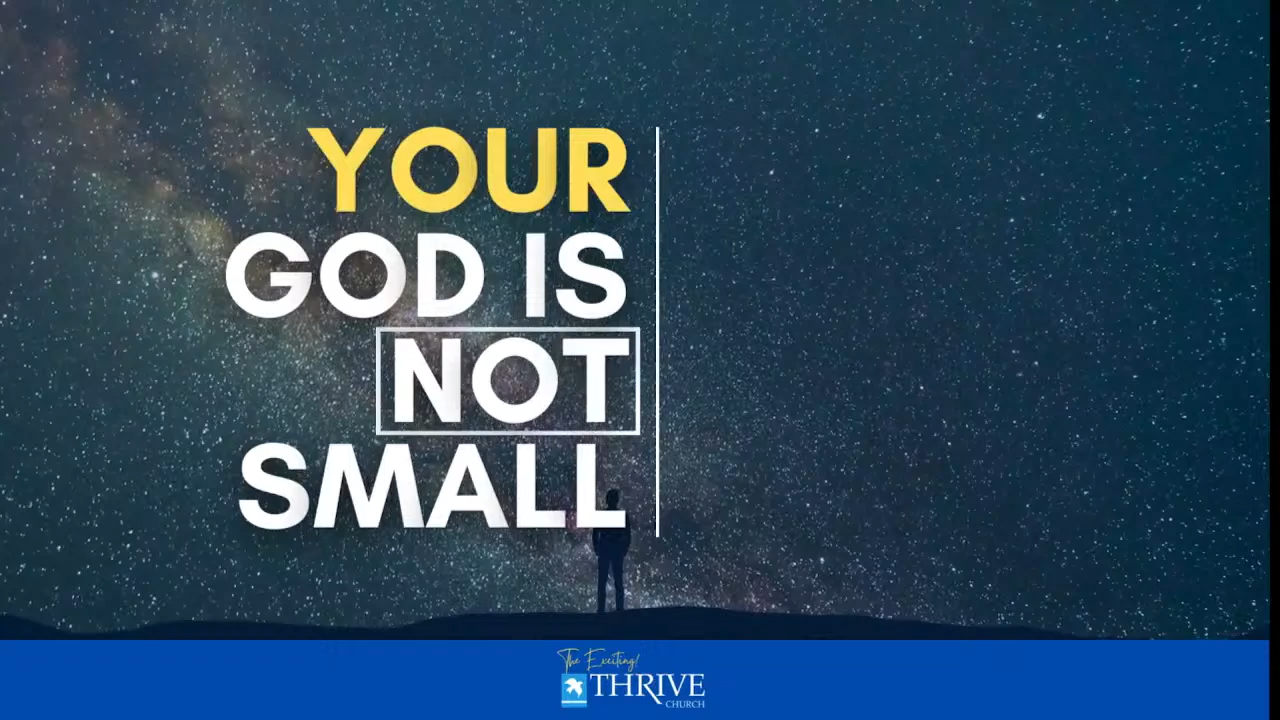 YOUR
GOD IS
NOT
SMALL
The Exciting!
THRIVE
CHURCH